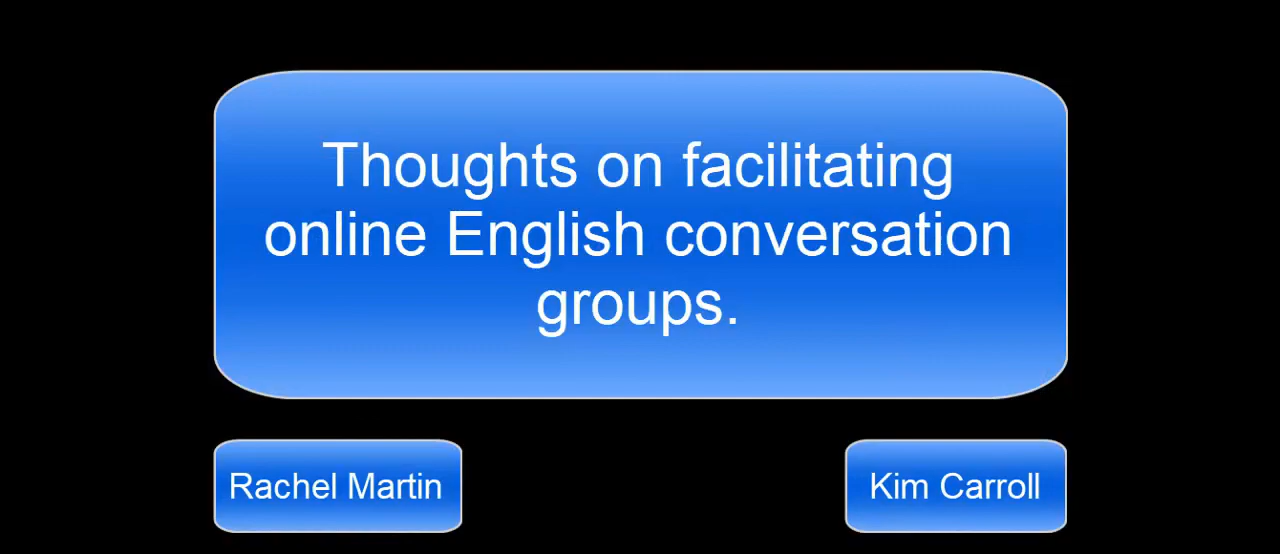 Thoughts on facilitating
online English conversation
groups.
Rachel Martin
Kim Carroll